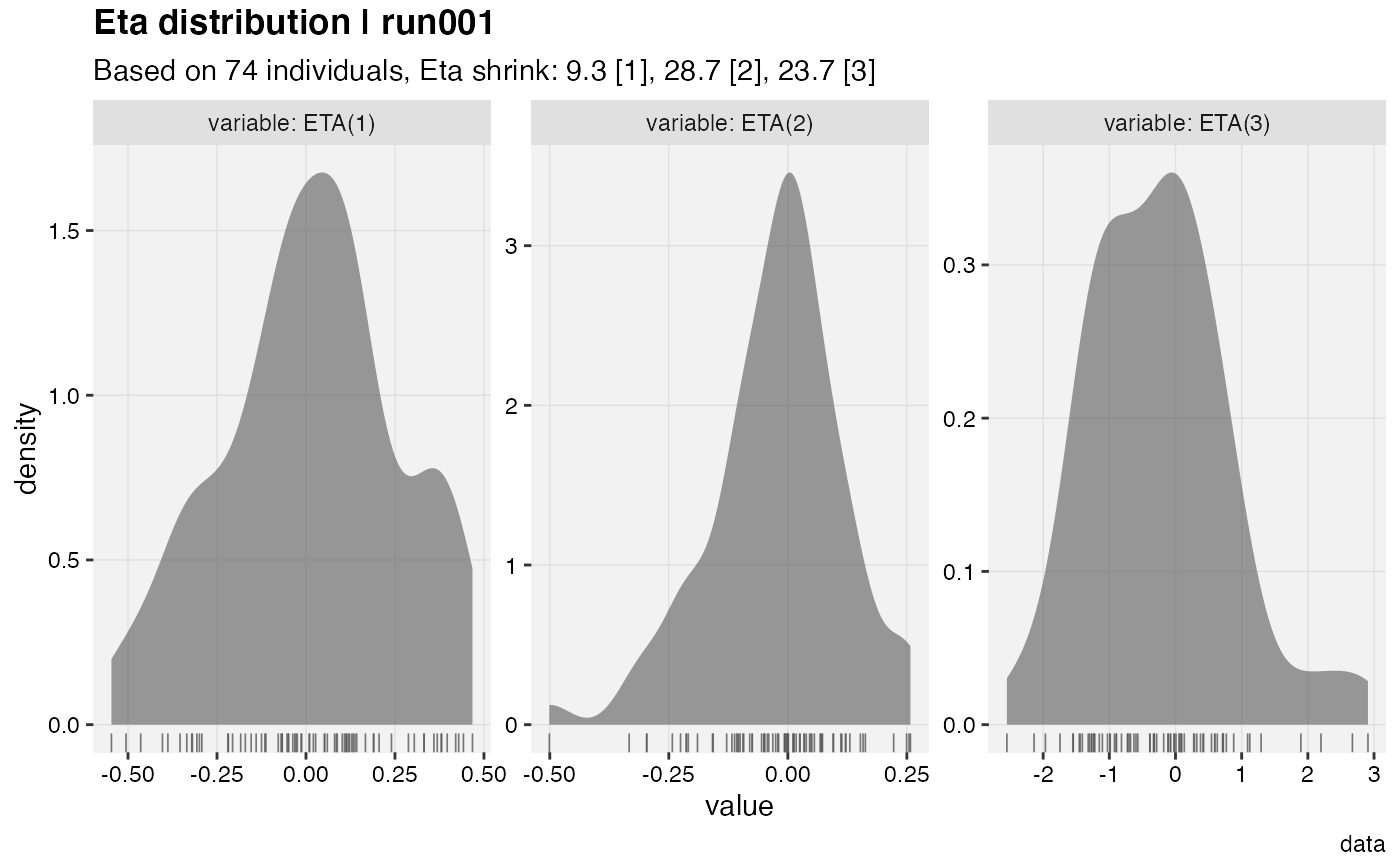 Eta distribution | run001
Based on 74 individuals, Eta shrink: 9.3 [1], 28.7 [2], 23.7 [3]
variable: ETA(1)
variable: ETA(2)
variable: ETA(3)
density
1.5
1.0
0.5
0.0
3
2
1
0
0.3
0.2
0.1
0.0
-0.50 -0.25 0.00 0.25 0.50
-0.50 -0.25 0.00 0.25
-2 -1 0 1 2 3
value
data